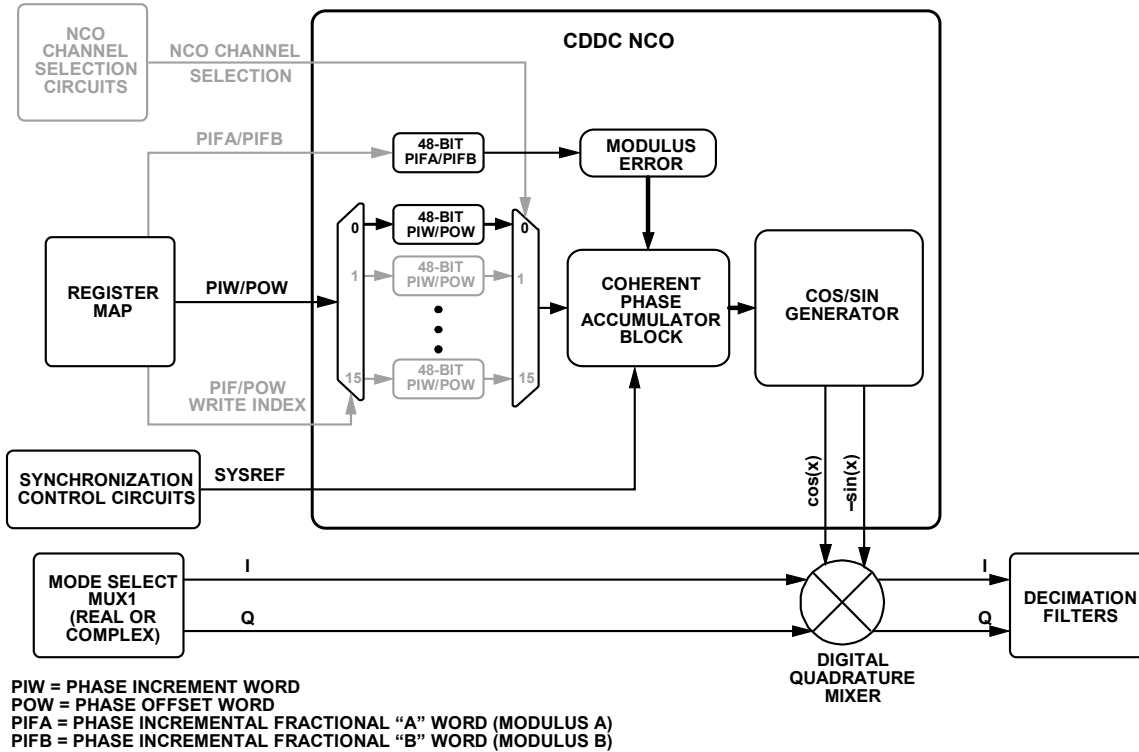 NCO
CHANNEL
SELECTION
CIRCUITS
NCO CHANNEL
SELECTION
CDDC NCO
PIFA/PIFB
48-BIT
PIFA/PIFB
MODULUS
ERROR
REGISTER
MAP
PIW/POW
0
1
15
48-BIT
PIW/POW
48-BIT
PIW/POW
48-BIT
PIW/POW
0
1
15
COHERENT
PHASE
ACCUMULATOR
BLOCK
COS/SIN
GENERATOR
PIF/POW
WRITE INDEX
SYNCHRONIZATION
CONTROL CIRCUITS
SYSREF
cos(x)
–sin(x)
MODE SELECT
MUX1
(REAL OR
COMPLEX)
I
Q
DIGITAL
QUADRATURE
MIXER
I
Q
DECIMATION
FILTERS
PIW = PHASE INCREMENT WORD
POW = PHASE OFFSET WORD
PIFA = PHASE INCREMENTAL FRACTIONAL “A” WORD (MODULUS A)
PIFB = PHASE INCREMENTAL FRACTIONAL “B” WORD (MODULUS B)